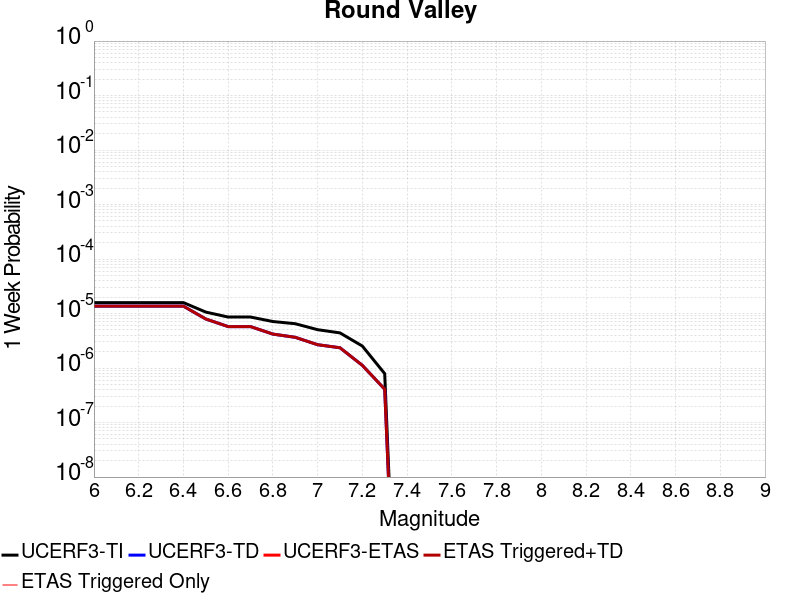 Round Valley
1 Week Probability
10^0
10^-1
10^-2
10^-3
10^-4
10^-5
10^-6
10^-7
10^-8
6 6.2 6.4 6.6 6.8 7 7.2 7.4 7.6 7.8 8 8.2 8.4 8.6 8.8 9
Magnitude
UCERF3-TI UCERF3-TD UCERF3-ETAS ETAS Triggered+TD
ETAS Triggered Only